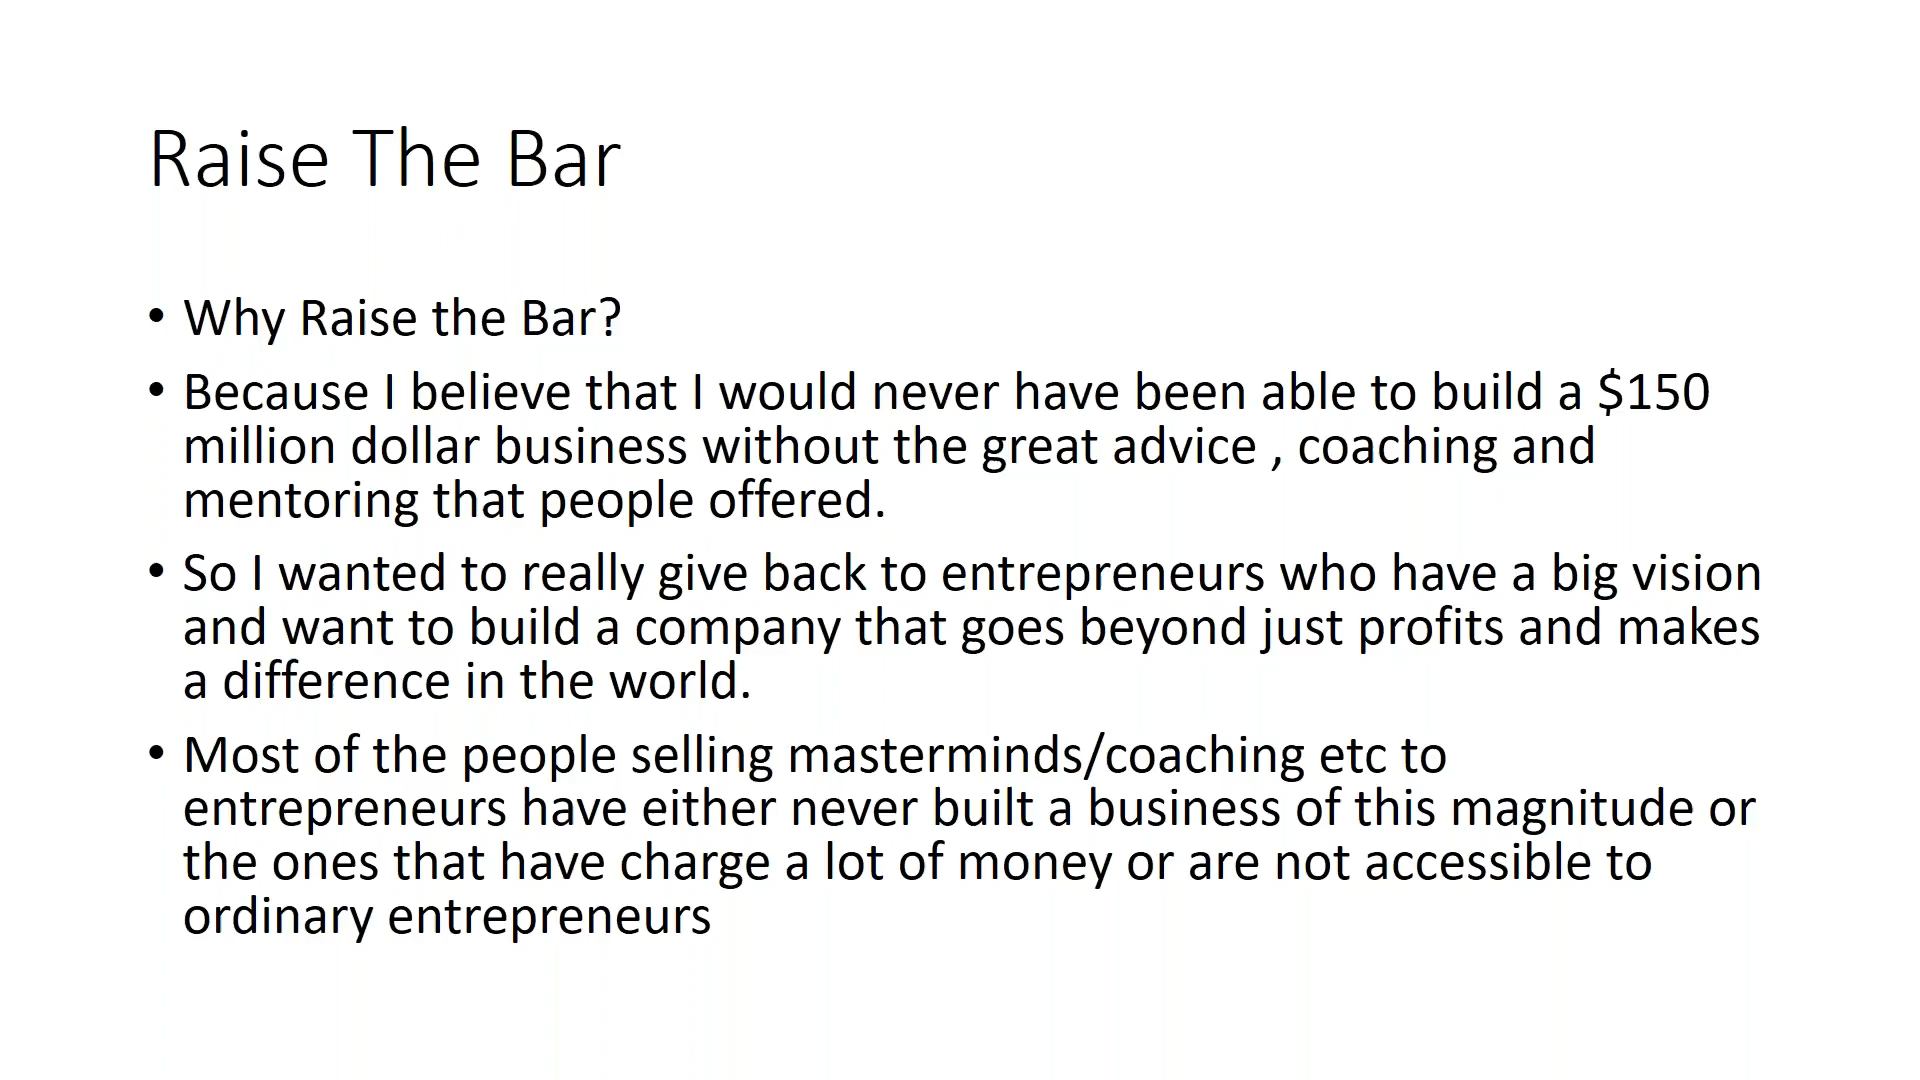 Raise The Bar
• Why Raise the Bar?
• Because I believe that I would never have been able to build a $150
million dollar business without the great advice , coaching and
mentoring that people offered.
• So I wanted to really give back to entrepreneurs who have a big vision
and want to build a company that goes beyond just profits and makes
a difference in the world.
• Most of the people selling masterminds/coaching etc to
entrepreneurs have either never built a business of this magnitude or
the ones that have charge a lot of money or are not accessible to
ordinary entrepreneurs